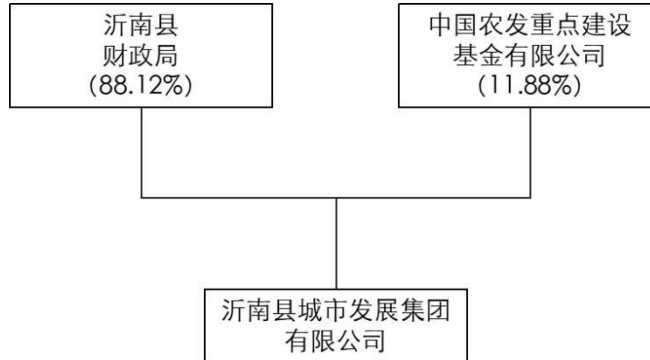 沂南县
财政局
(88.12%)
中国农发重点建设
基金有限公司
(11.88%)
沂南县城市发展集团
有限公司